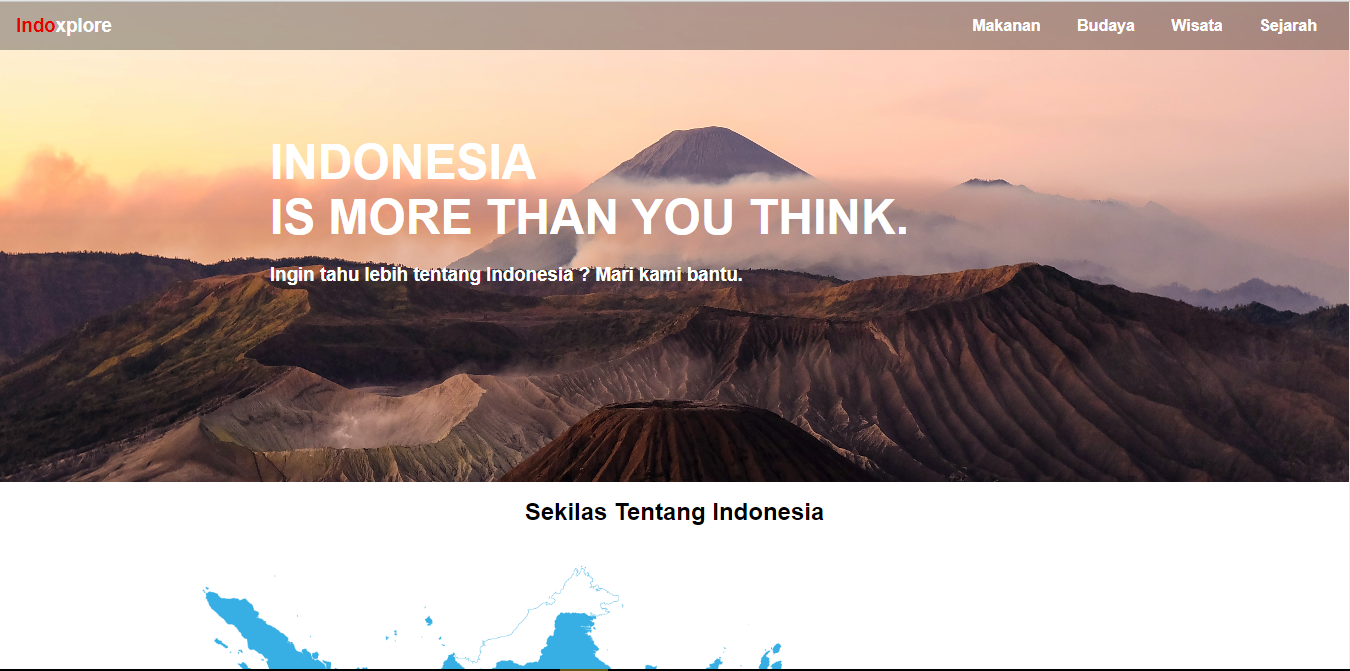 Indoxplore
Makanan Budaya Wisata Sejarah
INDONESIA
IS MORE THAN YOU THINK.
Ingin tahu lebih tentang Indonesia ? Mari kami bantu.
Sekilas Tentang Indonesia